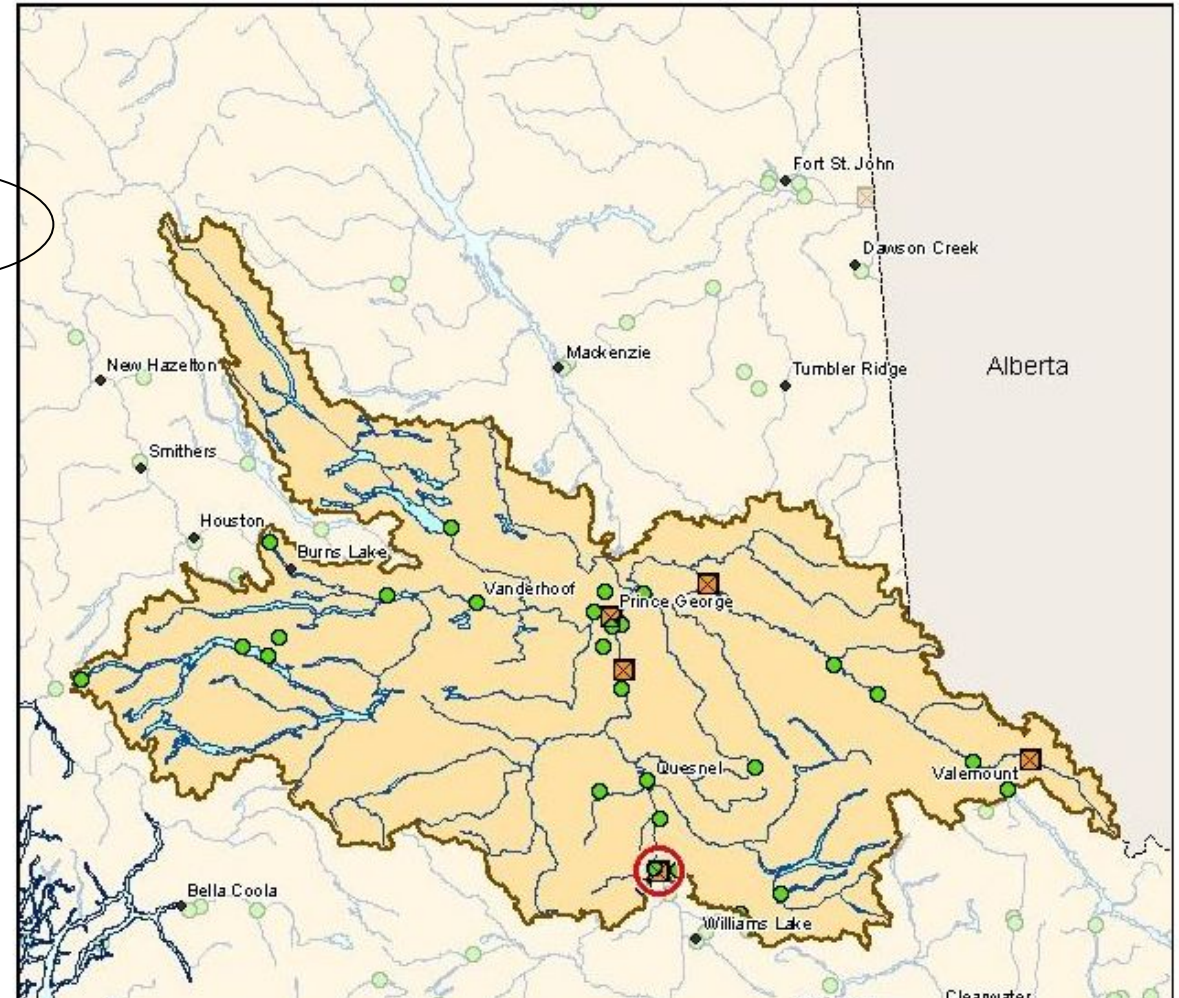 Fort St. John
Dawson Creek
Mackenzie
New Hazelton
Tumbler Ridge
Alberta
Smithers
Houston
Burns Lake
Vanderhoof
Prince George
Quesnel
Valemount
Bella Coola
Williams Lake
Clearwater